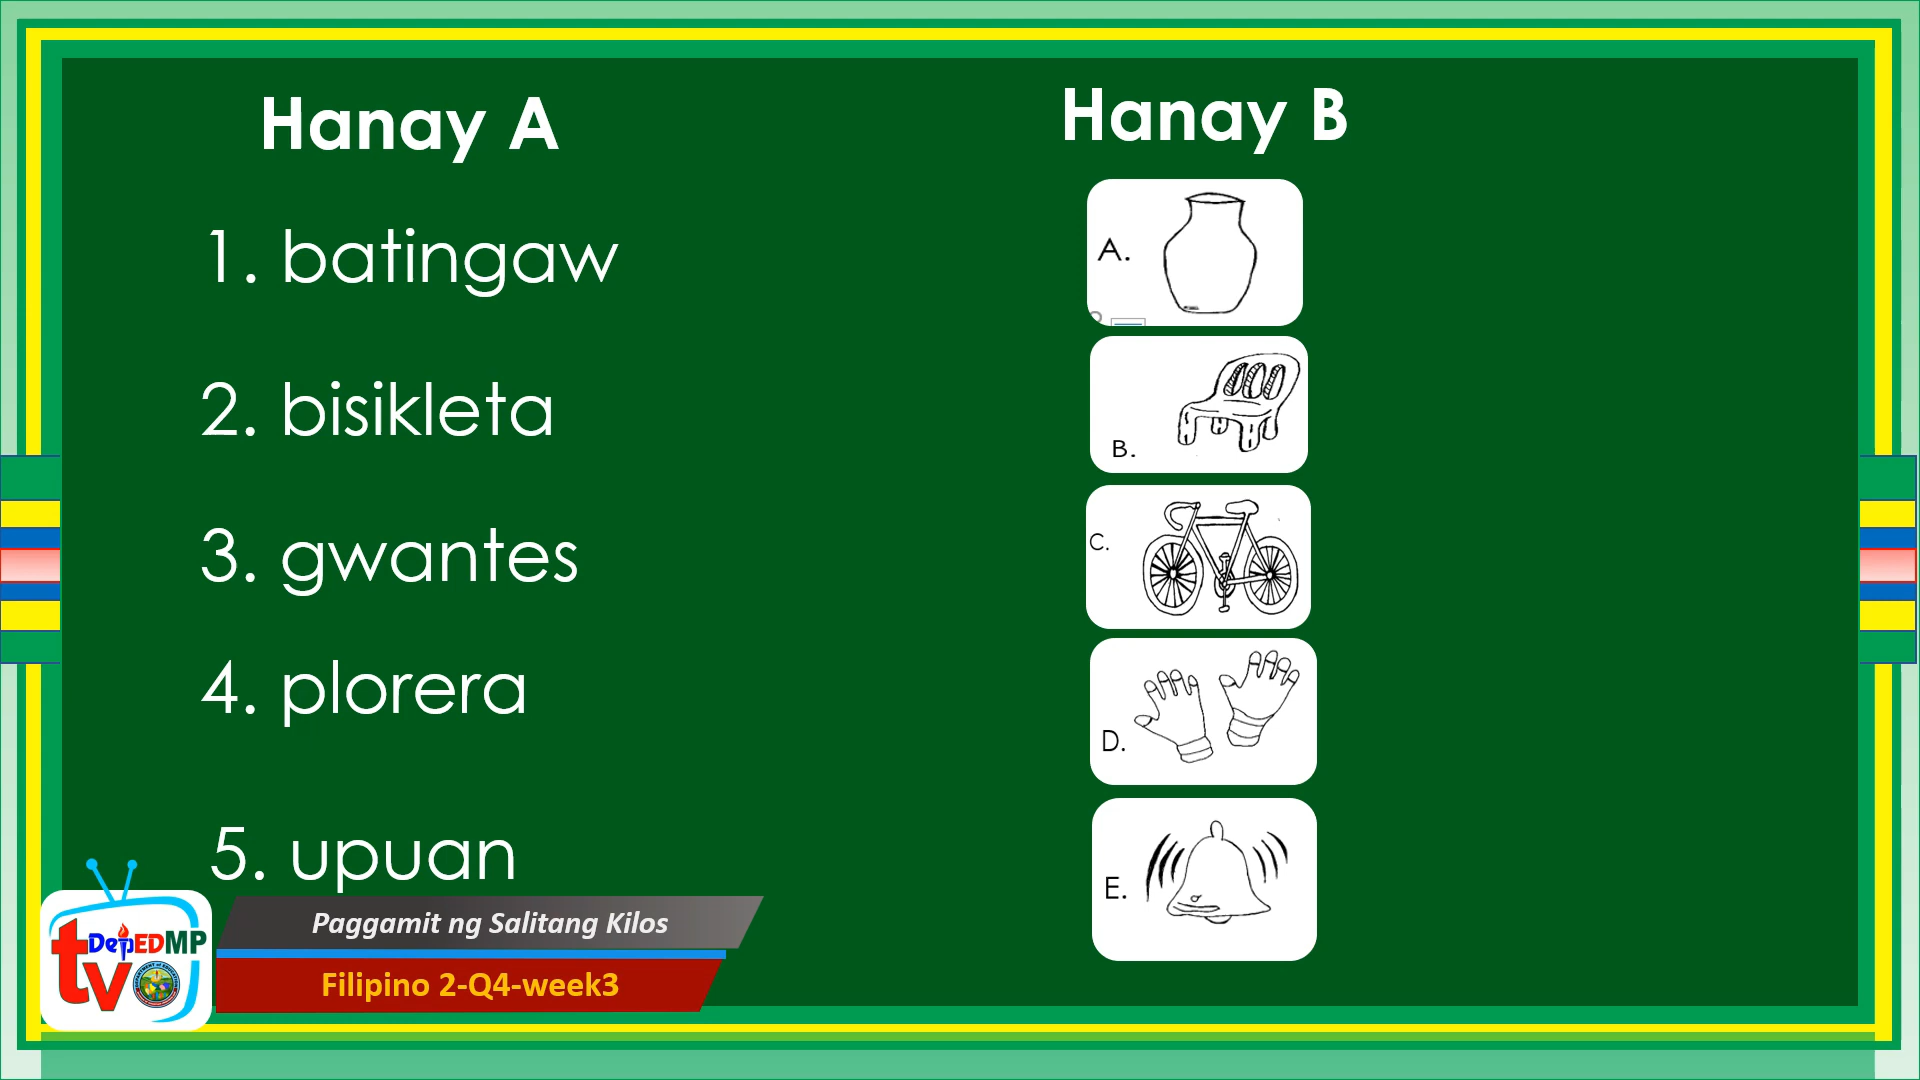 Hanay A
Hanay B
1. batingaw
2. bisikleta
3. gwantes
4. plorera
5. upuan
A.
B.
C.
D.
E.
Paggamit ng Salitang Kilos
Filipino 2-Q4-week3
DepEDMP
tv